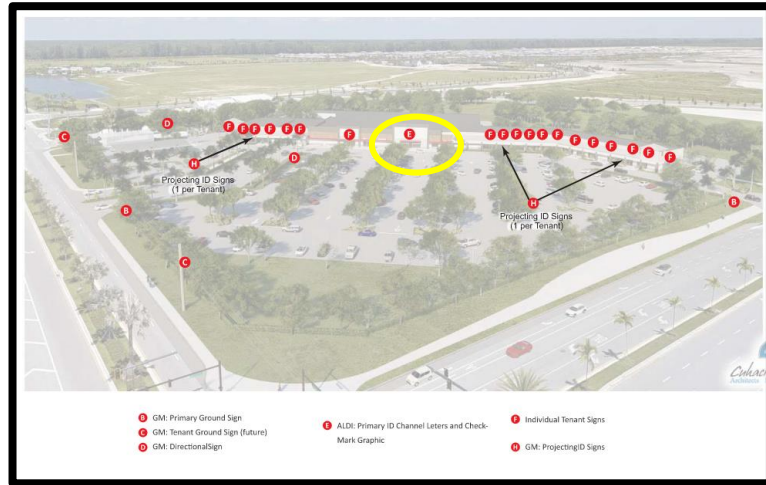 D
C
F F F F F F
F
E
F F F F F F F F F F F F
D
H
Projecting ID Signs
(1 per Tenant)
H
Projecting ID Signs
(1 per Tenant)
B
B
C
B GM: Primary Ground Sign
C GM: Tenant Ground Sign (future)
D GM: DirectionalSign
E ALDI: Primary ID Channel Leters and Check-
Mark Graphic
F Individual Tenant Signs
H GM: ProjectingID Signs